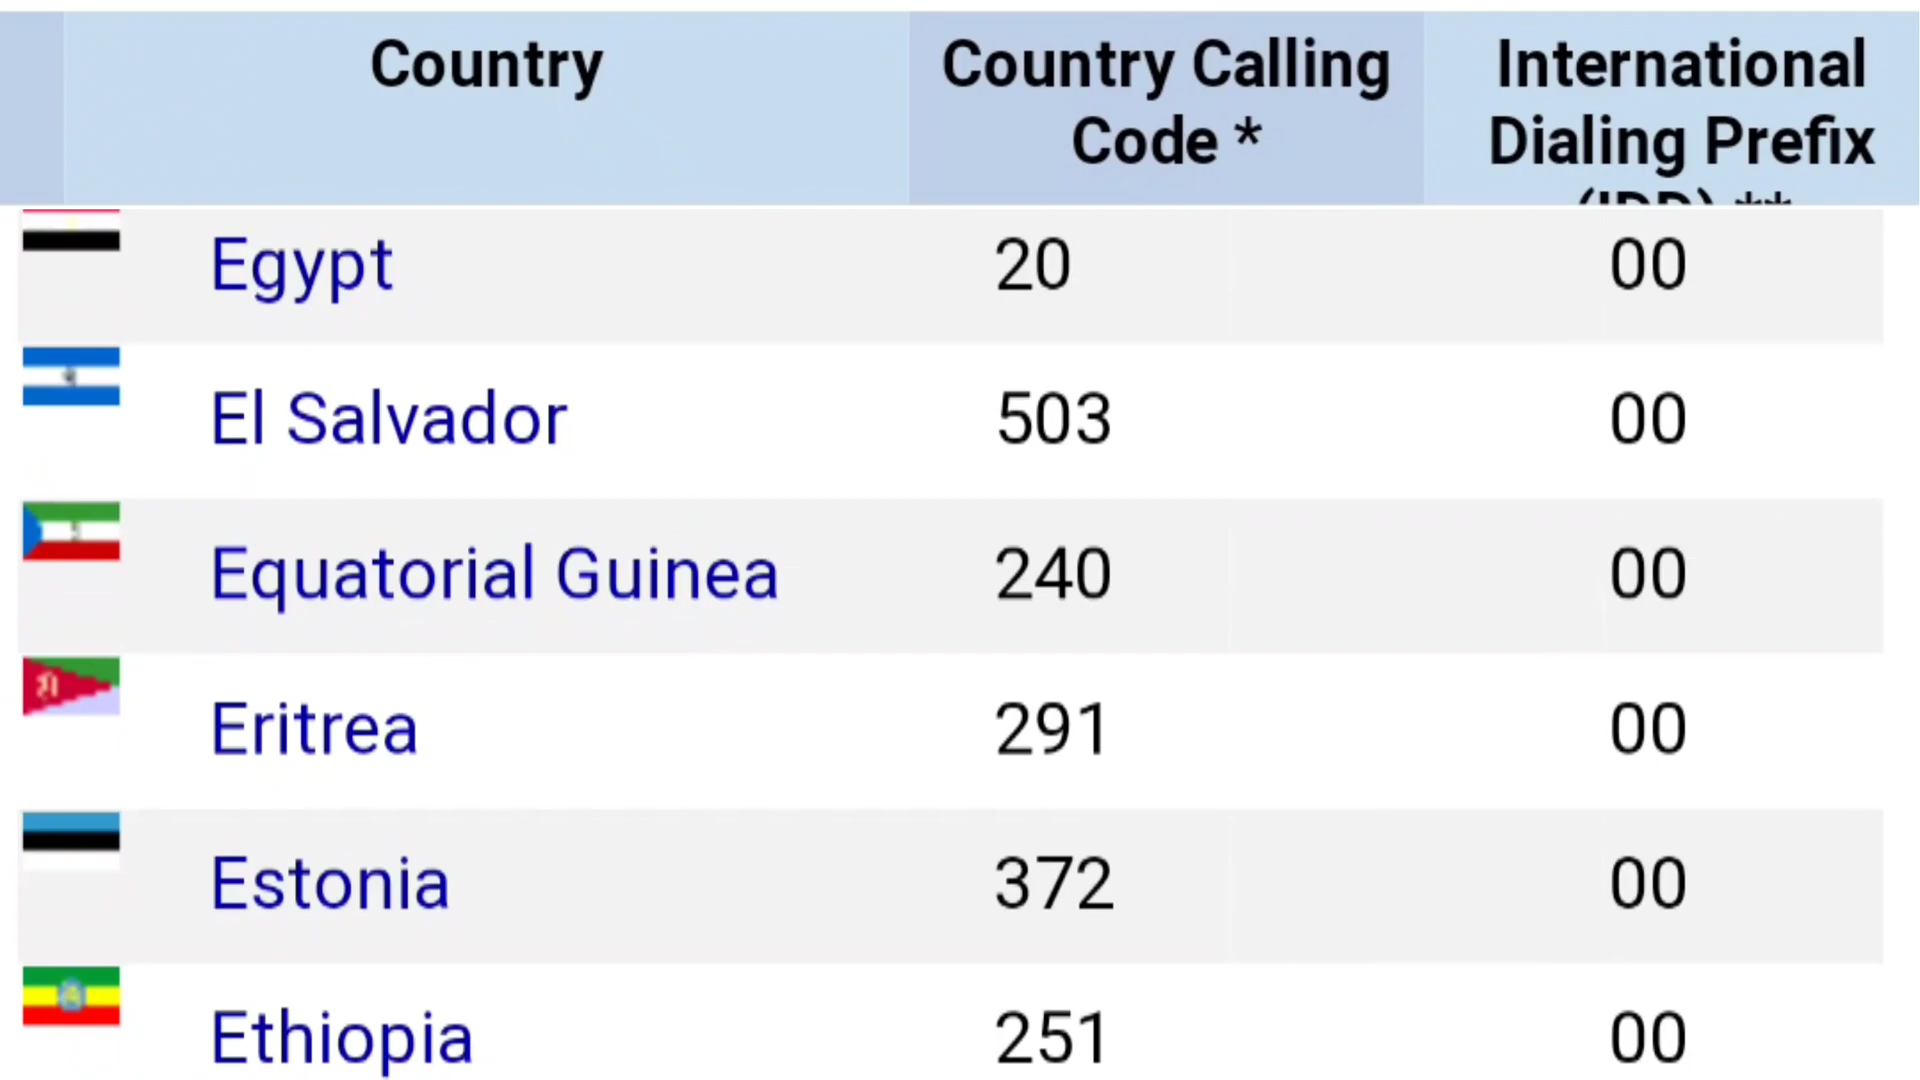 Country
Country Calling
Code *
International
Dialing Prefix
(IDD) **
Egypt 20 00
El Salvador 503 00
Equatorial Guinea 240 00
Eritrea 291 00
Estonia 372 00
Ethiopia 251 00